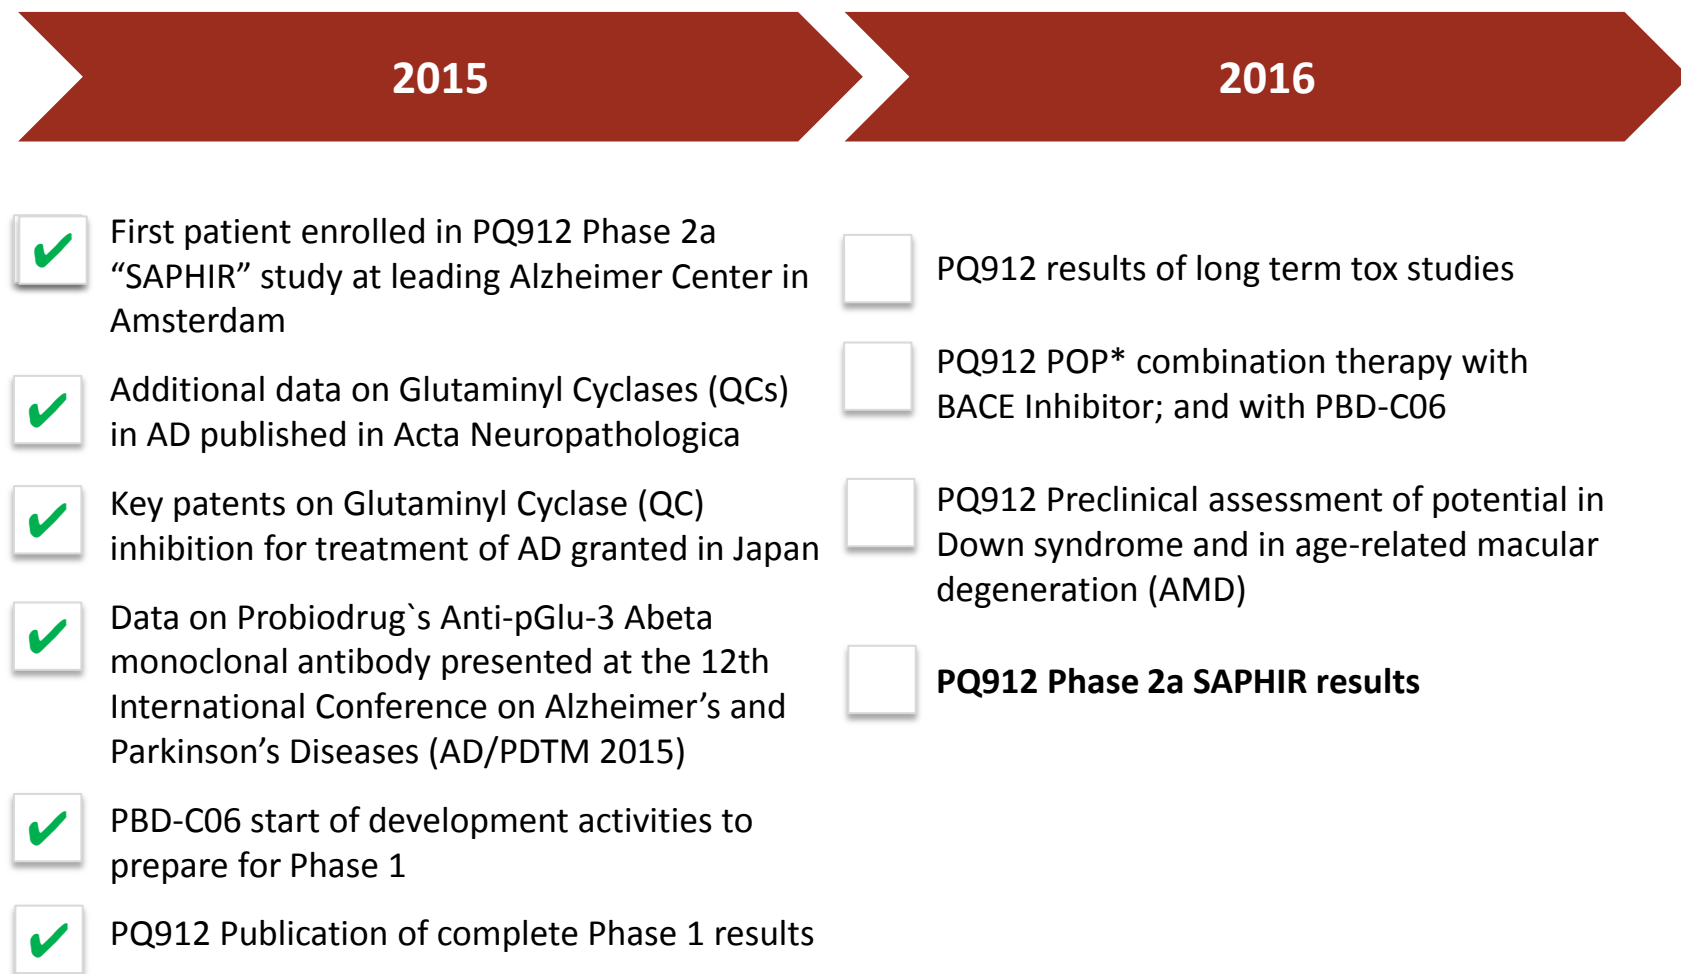 2015
First patient enrolled in PQ912 Phase 2a
“SAPHIR” study at leading Alzheimer Center in
Amsterdam
Additional data on Glutaminyl Cyclases (QCs)
in AD published in Acta Neuropathologica
Key patents on Glutaminyl Cyclase (QC)
inhibition for treatment of AD granted in Japan
Data on Probiodrug`s Anti-pGlu-3 Abeta
monoclonal antibody presented at the 12th
International Conference on Alzheimer’s and
Parkinson’s Diseases (AD/PDTM 2015)
PBD-C06 start of development activities to
prepare for Phase 1
PQ912 Publication of complete Phase 1 results
2016
PQ912 results of long term tox studies
PQ912 POP* combination therapy with
BACE Inhibitor; and with PBD-C06
PQ912 Preclinical assessment of potential in
Down syndrome and in age-related macular
degeneration (AMD)
PQ912 Phase 2a SAPHIR results